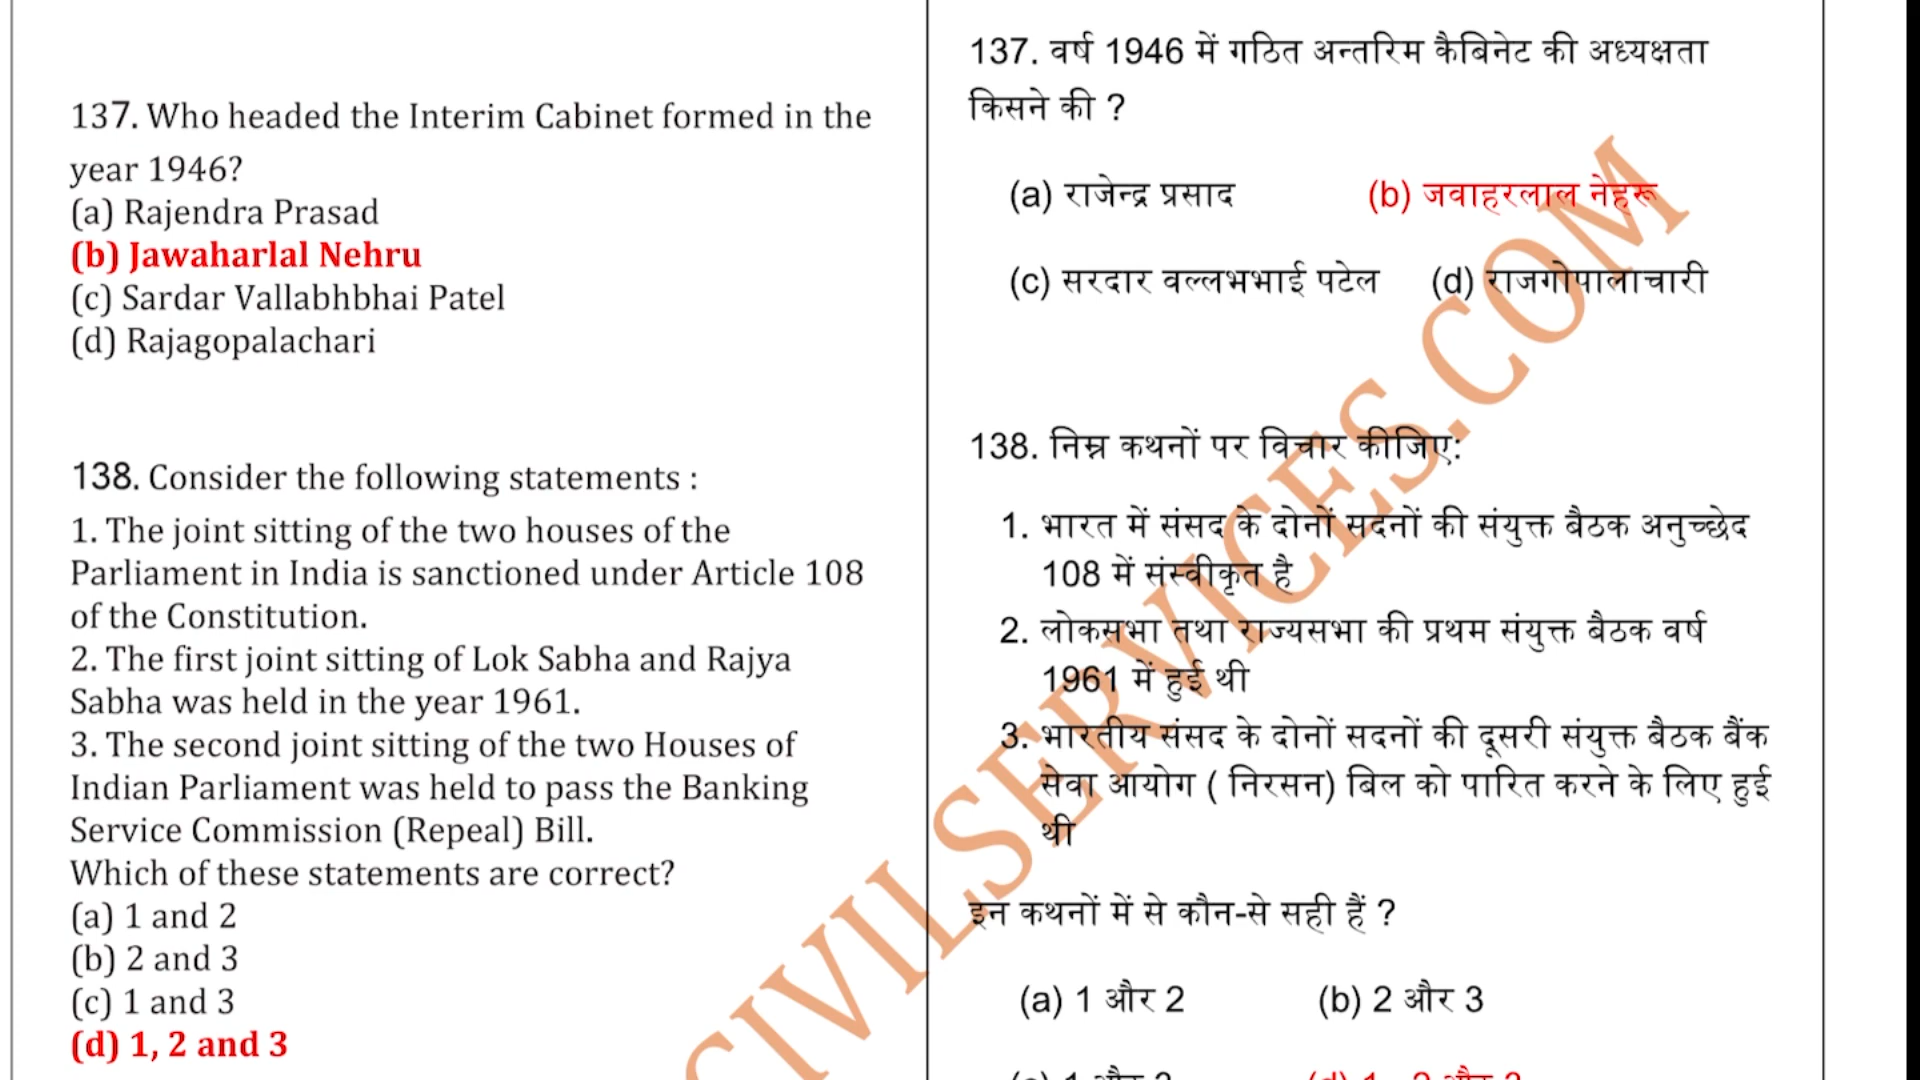 137. Who headed the Interim Cabinet formed in the
year 1946?
(a) Rajendra Prasad
(b) Jawaharlal Nehru
(c) Sardar Vallabhbhai Patel
(d) Rajagopalachari
138. Consider the following statements :
1. The joint sitting of the two houses of the
Parliament in India is sanctioned under Article 108
of the Constitution.
2. The first joint sitting of Lok Sabha and Rajya
Sabha was held in the year 1961.
3. The second joint sitting of the two Houses of
Indian Parliament was held to pass the Banking
Service Commission (Repeal) Bill.
Which of these statements are correct?
(a) 1 and 2
(b) 2 and 3
(c) 1 and 3
(d) 1, 2 and 3
137. वर्ष 1946 में गठित अन्तरिम कैबिनेट की अध्यक्षता
किसने की ?
(a) राजेन्द्र प्रसाद (b) जवाहरलाल नेहरू
(c) सरदार वल्लभभाई पटेल (d) राजगोपालाचारी
138. निम्न कथनों पर विचार कीजिए:
1. भारत में संसद के दोनों सदनों की संयुक्त बैठक अनुच्छेद
108 में संस्वीकृत है
2. लोकसभा तथा राज्यसभा की प्रथम संयुक्त बैठक वर्ष
1961 में हुई थी
3. भारतीय संसद के दोनों सदनों की दूसरी संयुक्त बैठक बैंक
सेवा आयोग ( निरसन) बिल को पारित करने के लिए हुई
थी
इन कथनों में से कौन-से सही हैं ?
(a) 1 और 2 (b) 2 और 3
CIVILSERVICES.COM